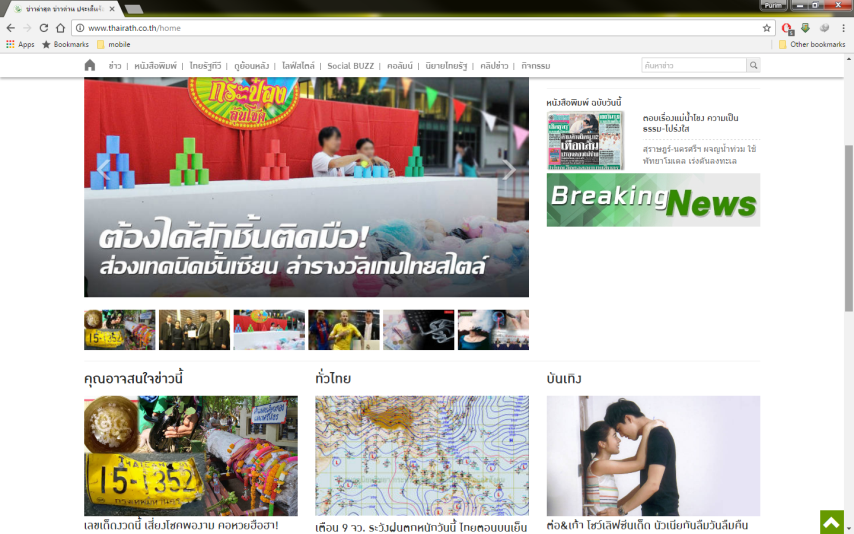 ข่าวล่าสุด ข่าวด่วน ประเด็นร้
Purim
www.thairath.co.th/home
Apps
Bookmarks
mobile
Other bookmarks
ข่าว | หนังสือพิมพ์ | ไทยรัฐทีวี | ดูย้อนหลัง | ไลฟ์สไตล์ | Social BUZZ | คอลัมน์ | นิยายไทยรัฐ | คลิปข่าว | กิจกรรม
ค้นหาข่าว
กระป๋อง
ต้องได้สักชิ้นติดมือ!
ส่องเทคนิคชั้นเซียน ล่ารางวัลเกมไทยสไตล์
หนังสือพิมพ์ ฉบับวันนี้
ตอบเรื่องแม่น้ำโขง ความเป็น
ธรรม-โปร่งใส
สุราษฎร์-นครศรีฯ ผจญน้ำท่วม ใช้
พัทยาโมเดล เร่งดันลงทะเล
Breaking News
คุณอาจสนใจข่าวนี้
ทั่วไทย
บันเทิง
15-1352
เลขเด็ดงวดนี้ เสี่ยงโชคพองาม คอหวยฮือฮา!
เตือน 9 จว. ระวังฝนตกหนักวันนี้ ไทยตอนบนเย็น
ต่อ&เก้า โชว์เลิฟซีนเด็ด นัวเนียกันลืมวันลืมคืน